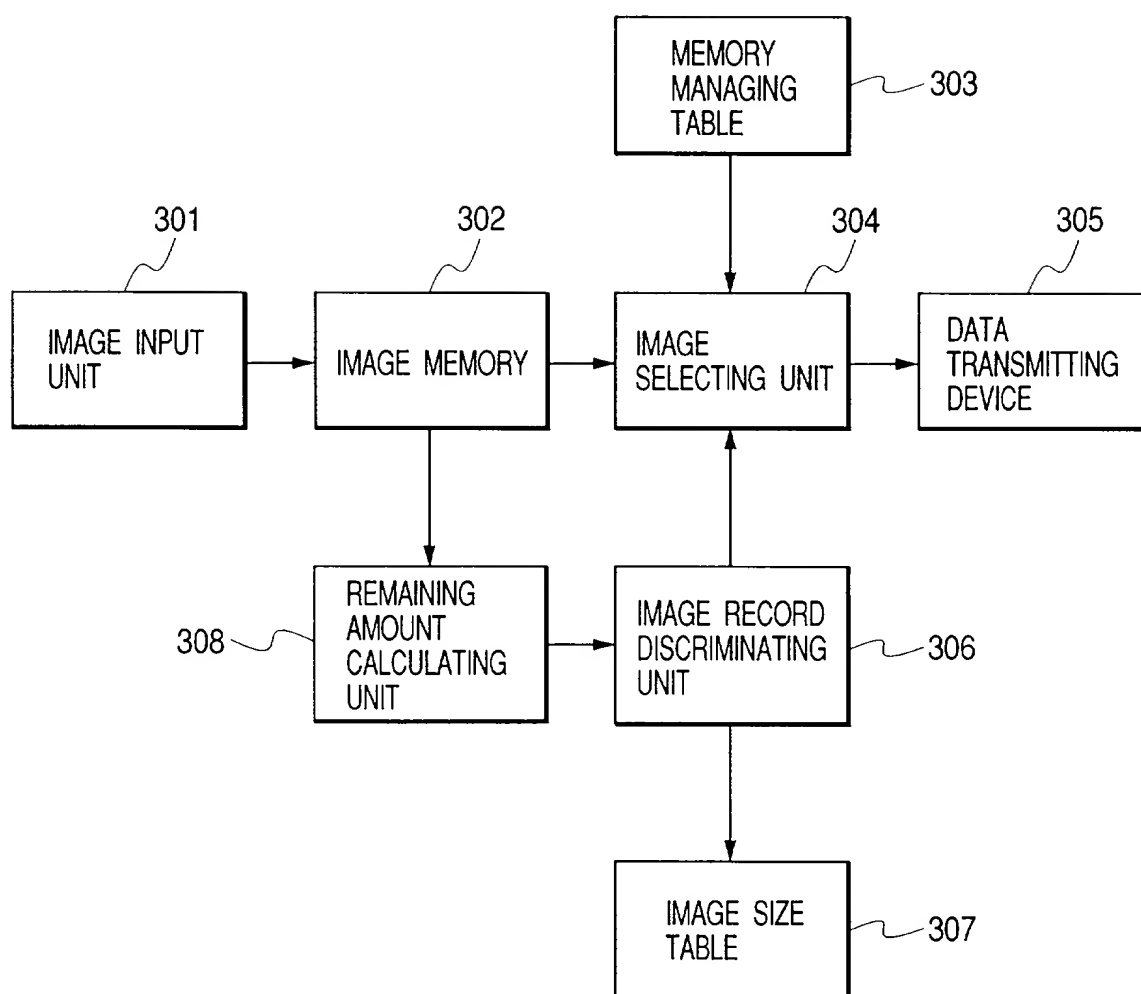 MEMORY
MANAGING
TABLE
303
301
302
304
305
IMAGE INPUT
UNIT
IMAGE MEMORY
IMAGE
SELECTING UNIT
DATA
TRANSMITTING
DEVICE
308
REMAINING
AMOUNT
CALCULATING
UNIT
IMAGE RECORD
DISCRIMINATING
UNIT
306
IMAGE SIZE
TABLE
307